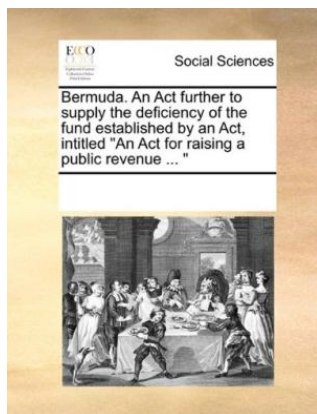 ECCO
Social Sciences
Bermuda. An Act further to
supply the deficiency of the
fund established by an Act,
intitled "An Act for raising a
public revenue ... "